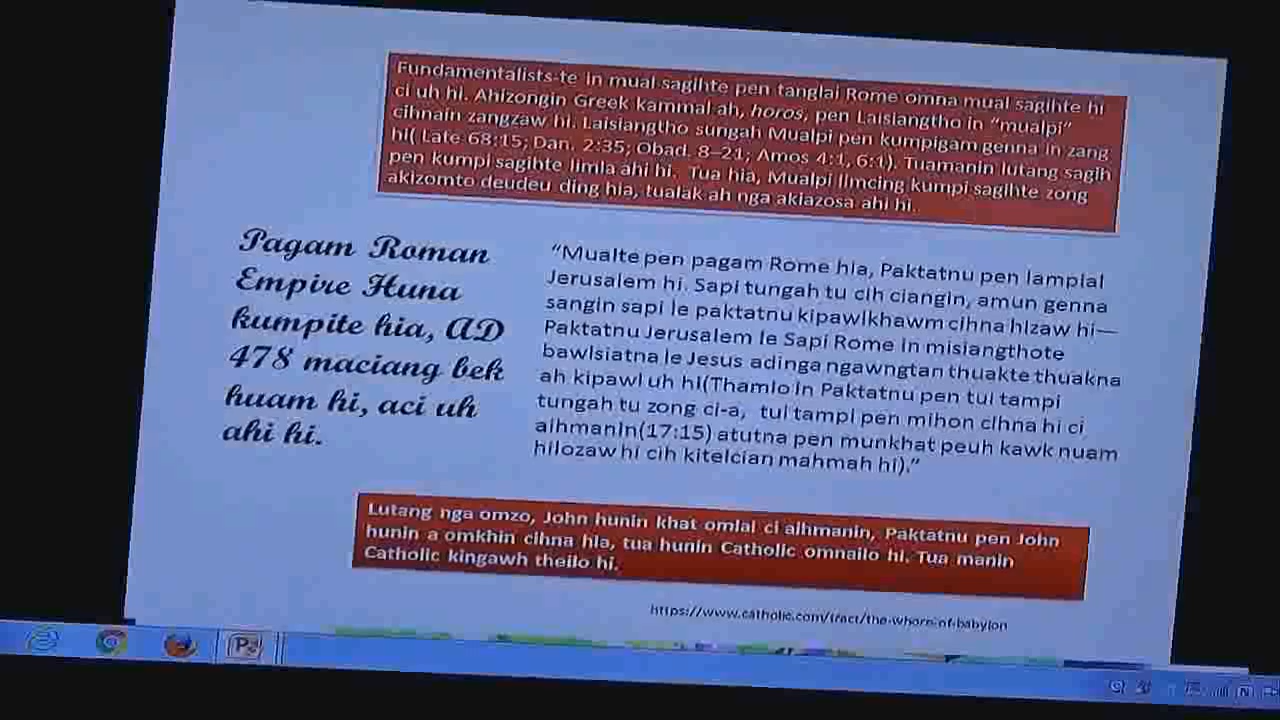 Fundamentalists-te in mual sagihte pen tanglai Rome omna mual sagihte hi
ci uh hi. Ahizongin Greek kammal ah, horos, pen Laisiangtho in "mualpi"
cihnain zangzaw hi. Laisiangtho sungah Mualpi pen kumpigam genna in zang
hi( Late 68:15; Dan. 2:35; Obad. 8–21; Amos 4:1, 6:1). Tuamanin lutang sagih
pen kumpi sagihte limla ahi hi. Tua hia, Mualpi limcing kumpi sagihte zong
akizomto deudeu ding hia, tualak ah nga akiazosa ahi hi.
Pagam Roman
Empire Huna
kumpite hia, AD
478 maciang bek
huam hi, aci uh
ahi hi.
"Mualte pen pagam Rome hia, Paktatnu pen lampial
Jerusalem hi. Sapi tungah tu cih ciangin, amun genna
sangin sapi le paktatnu kipawlkhawm cihna hizaw hi—
Paktatnu Jerusalem le Sapi Rome in misiangthote
bawlsiatna le Jesus adinga ngawngtan thuakte thuakna
ah kipawl uh hi(Thamlo in Paktatnu pen tui tampi
tungah tu zong ci-a, tui tampi pen mihon cihna hi ci
aihmanin(17:15) atutna pen munkhat peuh kawk nuam
hilozaw hi cih kitelcian mahmah hi)."
Lutang nga omzo, John hunin khat omlai ci aihmanin, Paktatnu pen John
hunin a omkhin cihna hia, tua hunin Catholic omnailo hi. Tua manin
Catholic kingawh theilo hi.
https://www.catholic.com/tract/the-whore-of-babylon